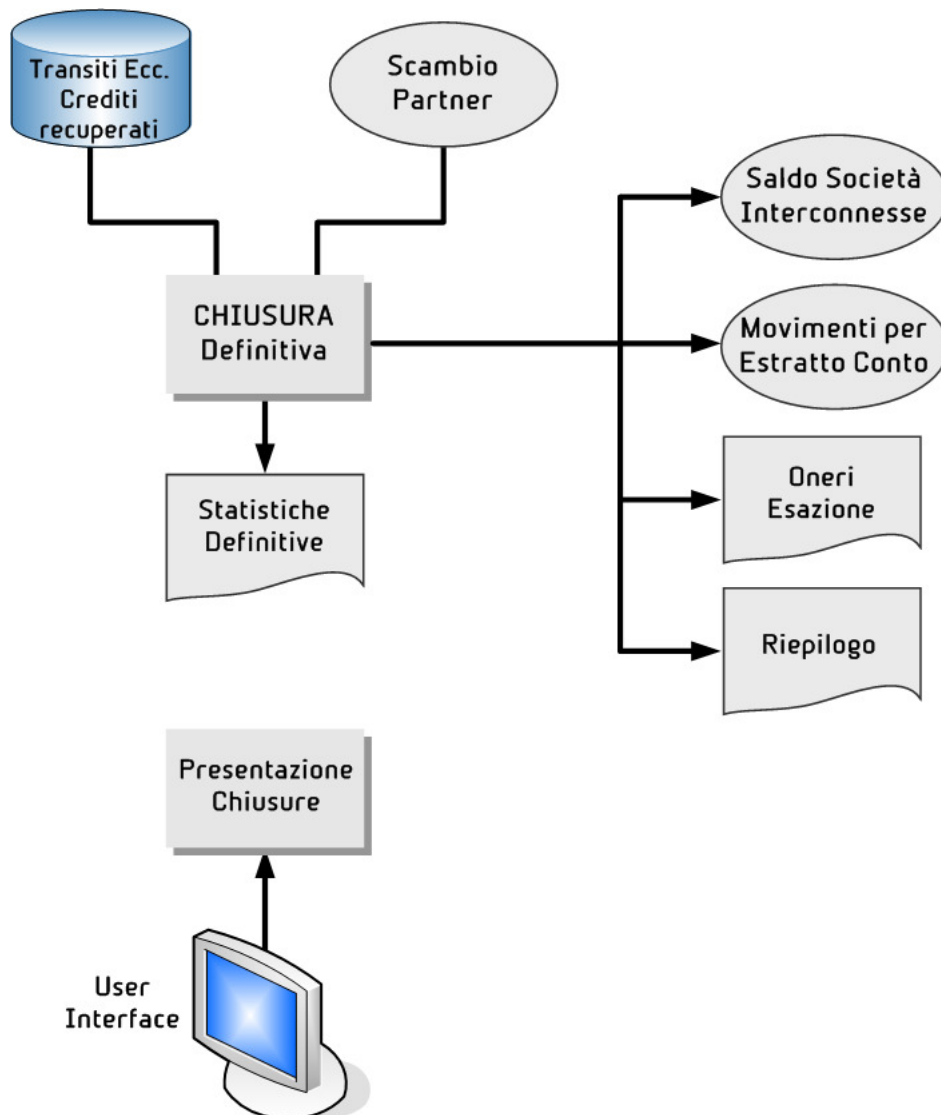 Transiti Ecc.
Crediti
recuperati
Scambio
Partner
Saldo Società
Interconnesse
CHIUSURA
Definitiva
Movimenti per
Estratto Conto
Statistiche
Definitive
Oneri
Esazione
Riepilogo
Presentazione
Chiusure
User
Interface